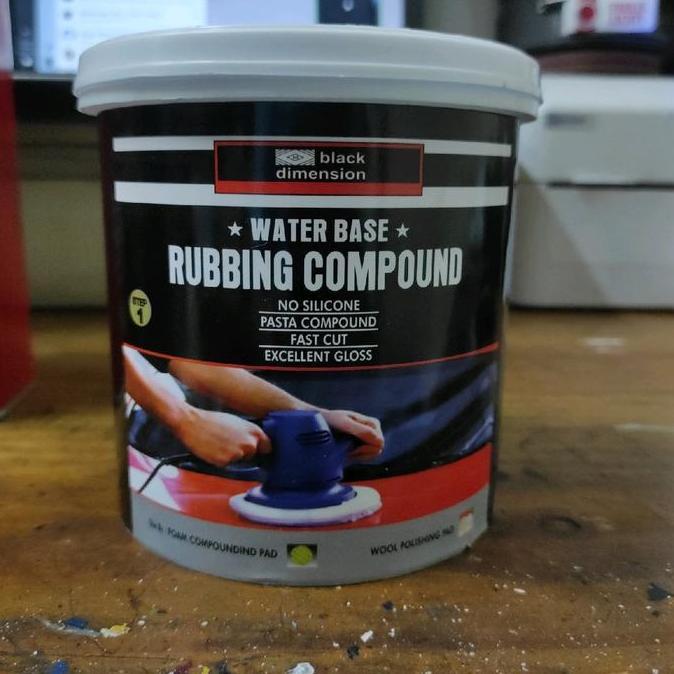 black
dimension
★ WATER BASE ★
RUBBING COMPOUND
NO SILICONE
PASTA COMPOUND
FAST CUT
EXCELLENT GLOSS
STEP
1
FOAM COMPOUNDIND PAD
WOOL POLISHING PAD